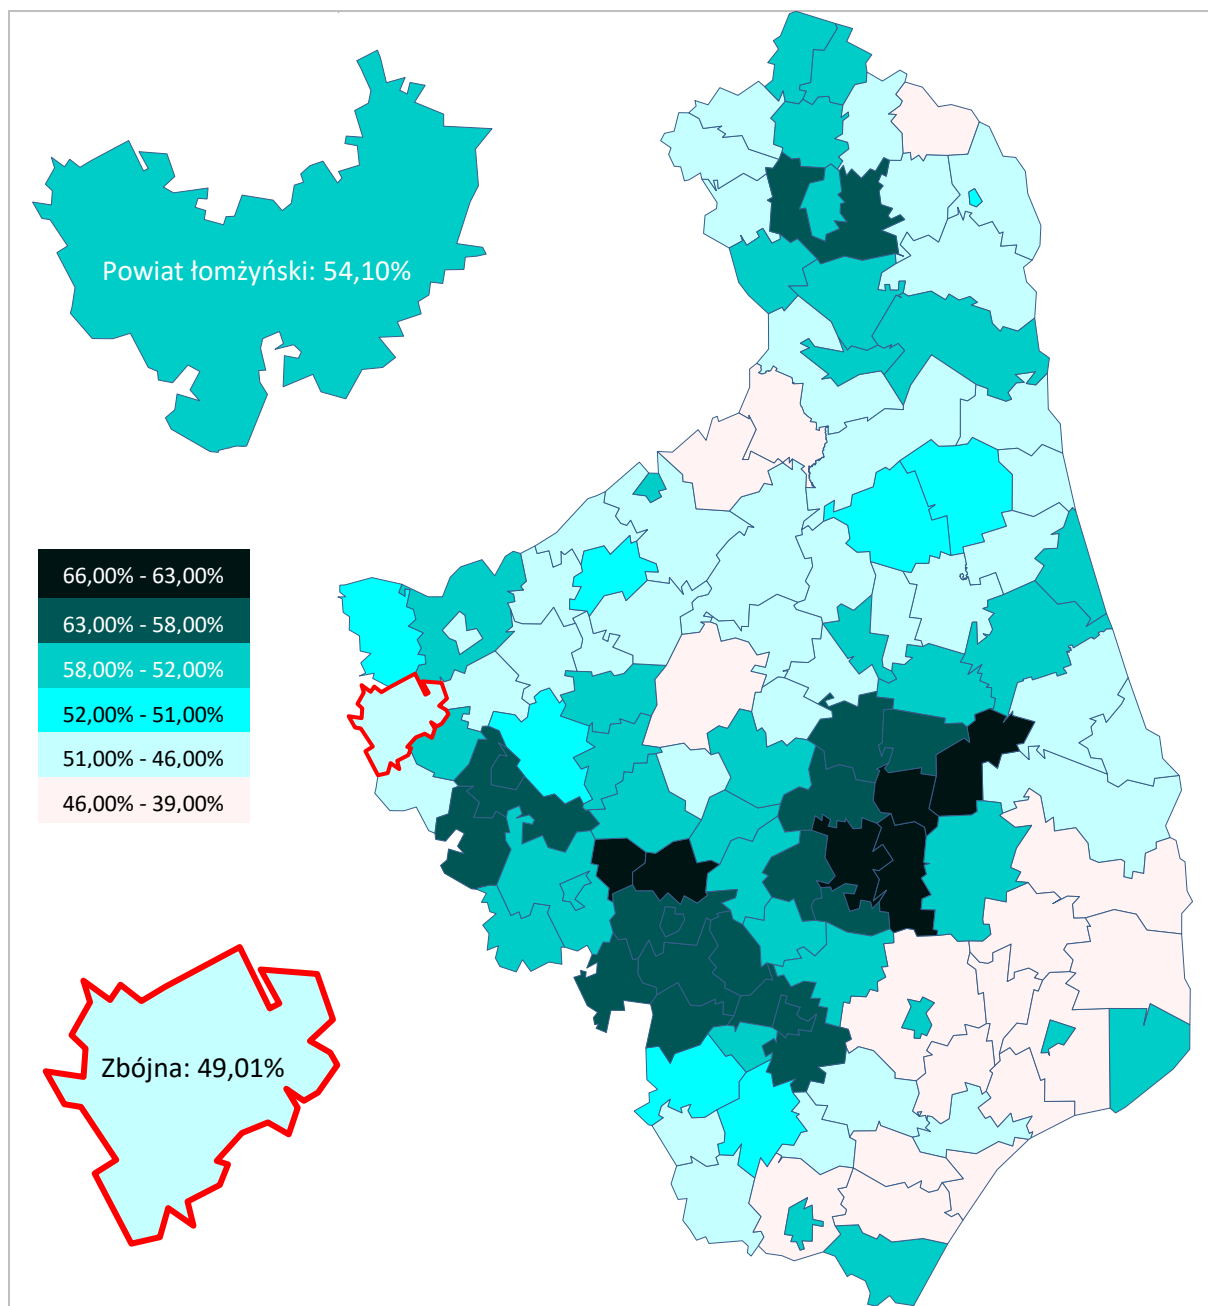 Powiat łomżyński: 54,10%
66,00% - 63,00%
63,00% - 58,00%
58,00% - 52,00%
52,00% - 51,00%
51,00% - 46,00%
46,00% - 39,00%
Zbójna: 49,01%